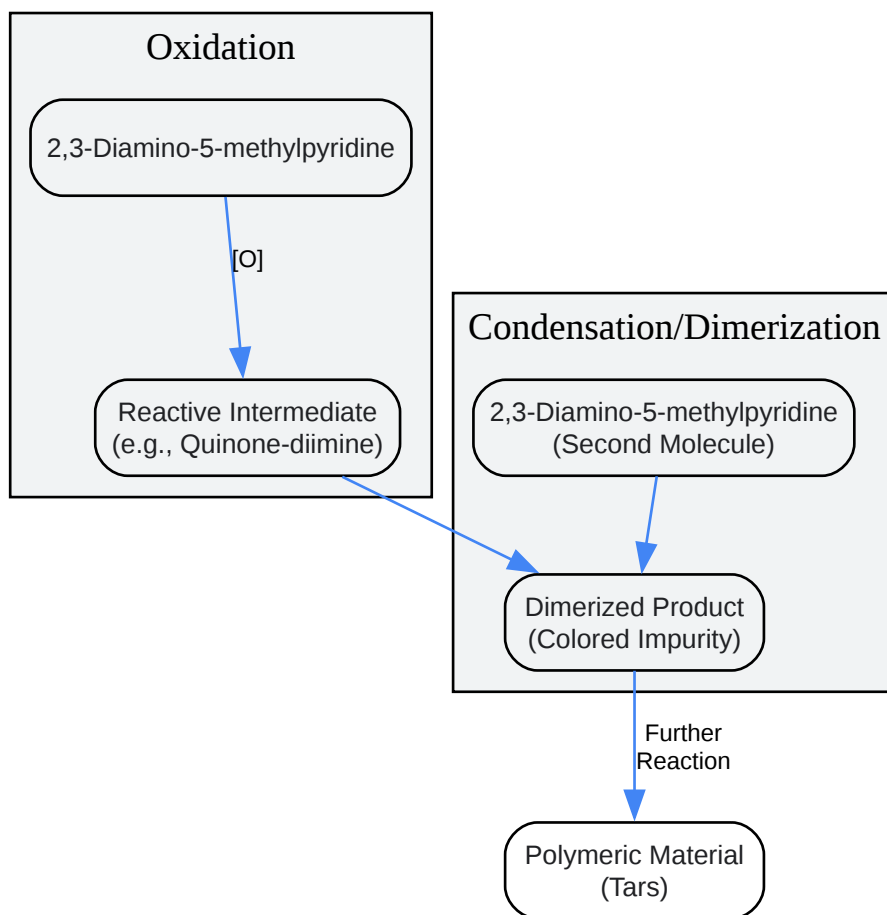 Oxidation
2,3-Diamino-5-methylpyridine
[O]
Reactive Intermediate
(e.g., Quinone-diimine)
Condensation/Dimerization
2,3-Diamino-5-methylpyridine
(Second Molecule)
Dimerized Product
(Colored Impurity)
Further
Reaction
Polymeric Material
(Tars)